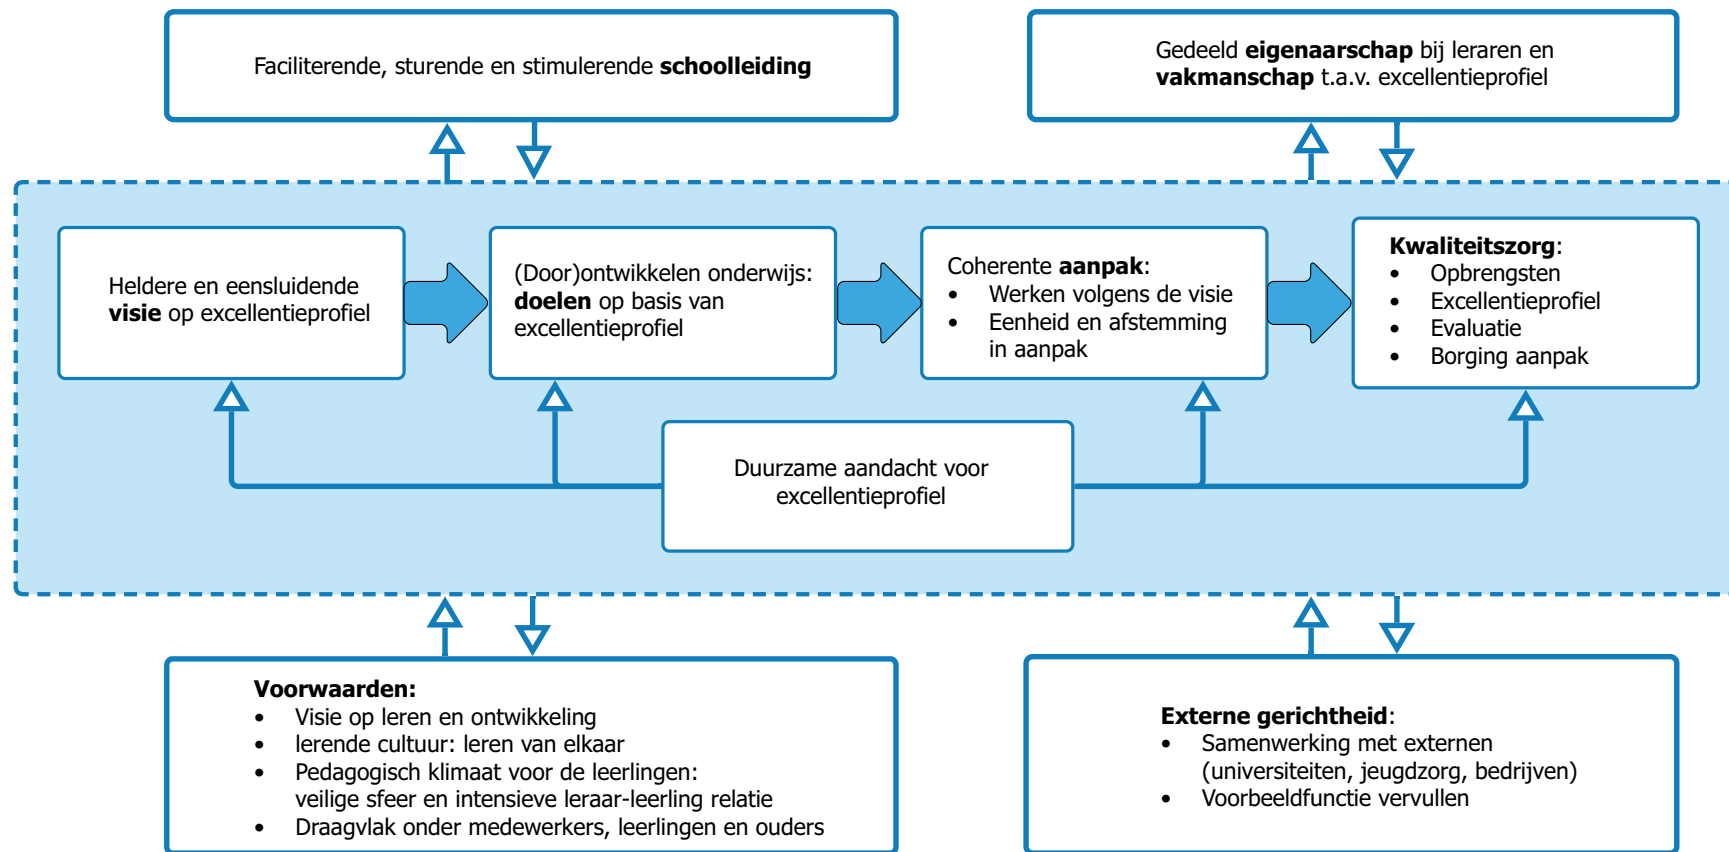 Faciliterende, sturende en stimulerende schoolleiding
Gedeeld eigenaarschap bij leraren en
vakmanschap t.a.v. excellentieprofiel
Heldere en eensluidende
visie op excellentieprofiel
(Door)ontwikkelen onderwijs:
doelen op basis van
excellentieprofiel
Coherente aanpak:
• Werken volgens de visie
• Eenheid en afstemming
in aanpak
Kwaliteitszorg:
• Opbrengsten
• Excellentieprofiel
• Evaluatie
• Borging aanpak
Duurzame aandacht voor
excellentieprofiel
Voorwaarden:
• Visie op leren en ontwikkeling
• lerende cultuur: leren van elkaar
• Pedagogisch klimaat voor de leerlingen:
veilige sfeer en intensieve leraar-leerling relatie
• Draagvlak onder medewerkers, leerlingen en ouders
Externe gerichtheid:
• Samenwerking met externen
(universiteiten, jeugdzorg, bedrijven)
• Voorbeeldfunctie vervullen